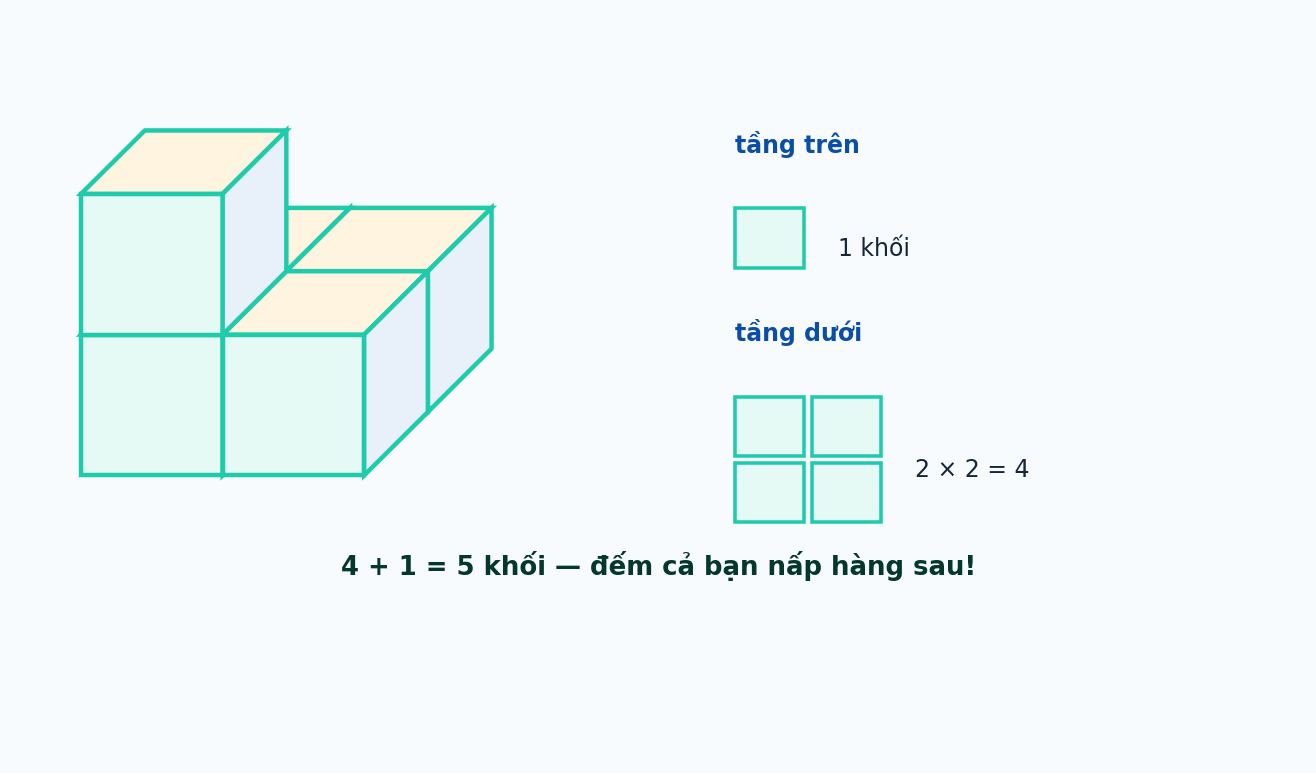 tầng trên
1 khối
tầng dưới
2 × 2 = 4
4 + 1 = 5 khối — đếm cả bạn nấp hàng sau!